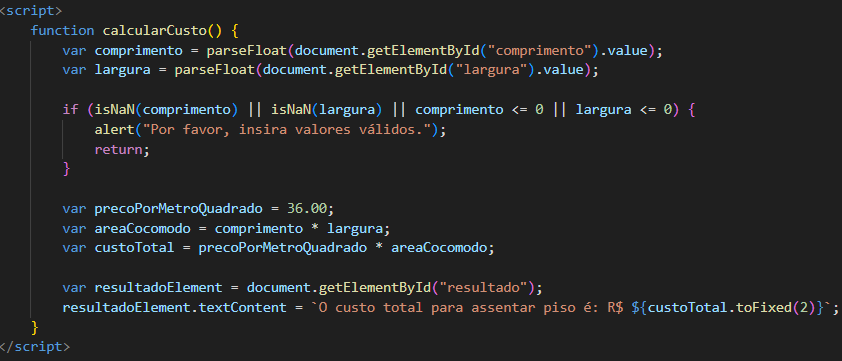 <script>
function calcularCusto() {
var comprimento = parseFloat(document.getElementById("comprimento").value);
var largura = parseFloat(document.getElementById("largura").value);
if (isNaN(comprimento) || isNaN(largura) || comprimento <= 0 || largura <= 0) {
alert("Por favor, insira valores válidos.");
return;
}
var precoPorMetroQuadrado = 36.00;
var areaCocomodo = comprimento * largura;
var custoTotal = precoPorMetroQuadrado * areaCocomodo;
var resultadoElement = document.getElementById("resultado");
resultadoElement.textContent = `O custo total para assentar piso é: R$ ${custoTotal.toFixed(2)}`;
}
</script>